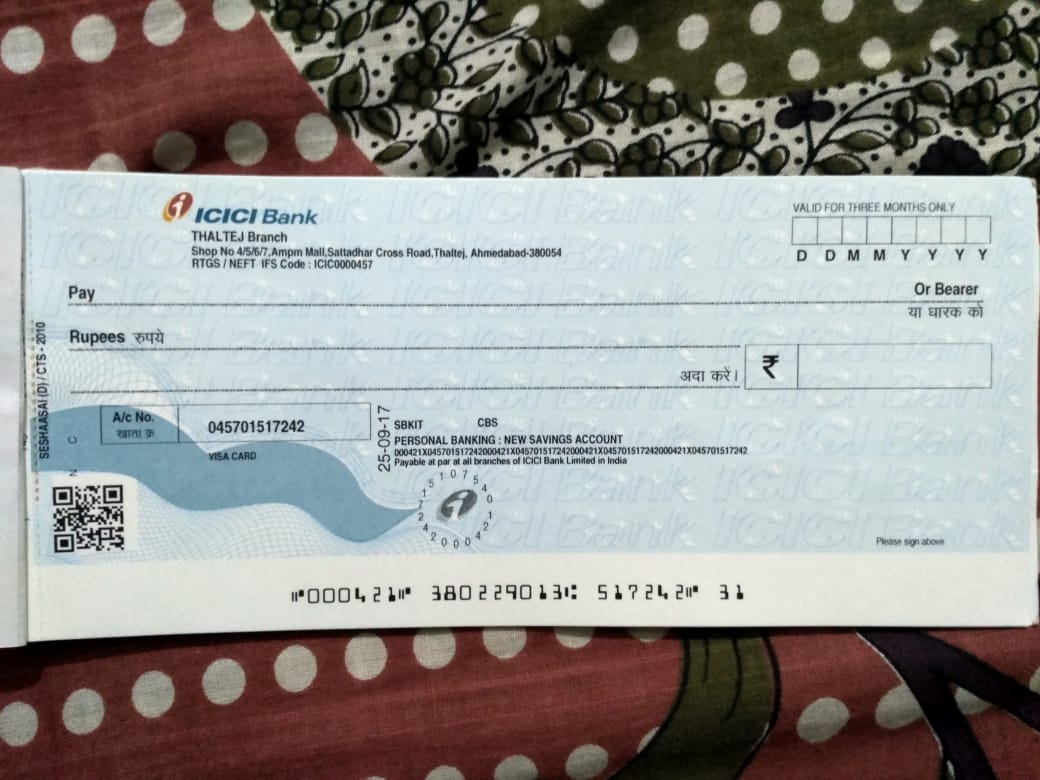 ICICI Bank
THALTEJ Branch
Shop No 4/5/6/7,Ampm Mall,Sattadhar Cross Road,Thaltej, Ahmedabad-380054
RTGS / NEFT IFS Code : ICIC0000457
VALID FOR THREE MONTHS ONLY
D D M M Y Y Y Y
Pay Or Bearer
या धारक को
Rupees रुपये
अदा करें। ₹
SESHAASAI (D) / CTS - 2010
A/c No. 045701517242
खाता क्र
VISA CARD
25-09-17
SBKIT CBS
PERSONAL BANKING : NEW SAVINGS ACCOUNT
000421X045701517242000421X045701517242000421X045701517242000421X045701517242
Payable at par at all branches of ICICI Bank Limited in India
Please sign above
⑈000421⑈ 380229013⑆ 517242⑈ 31